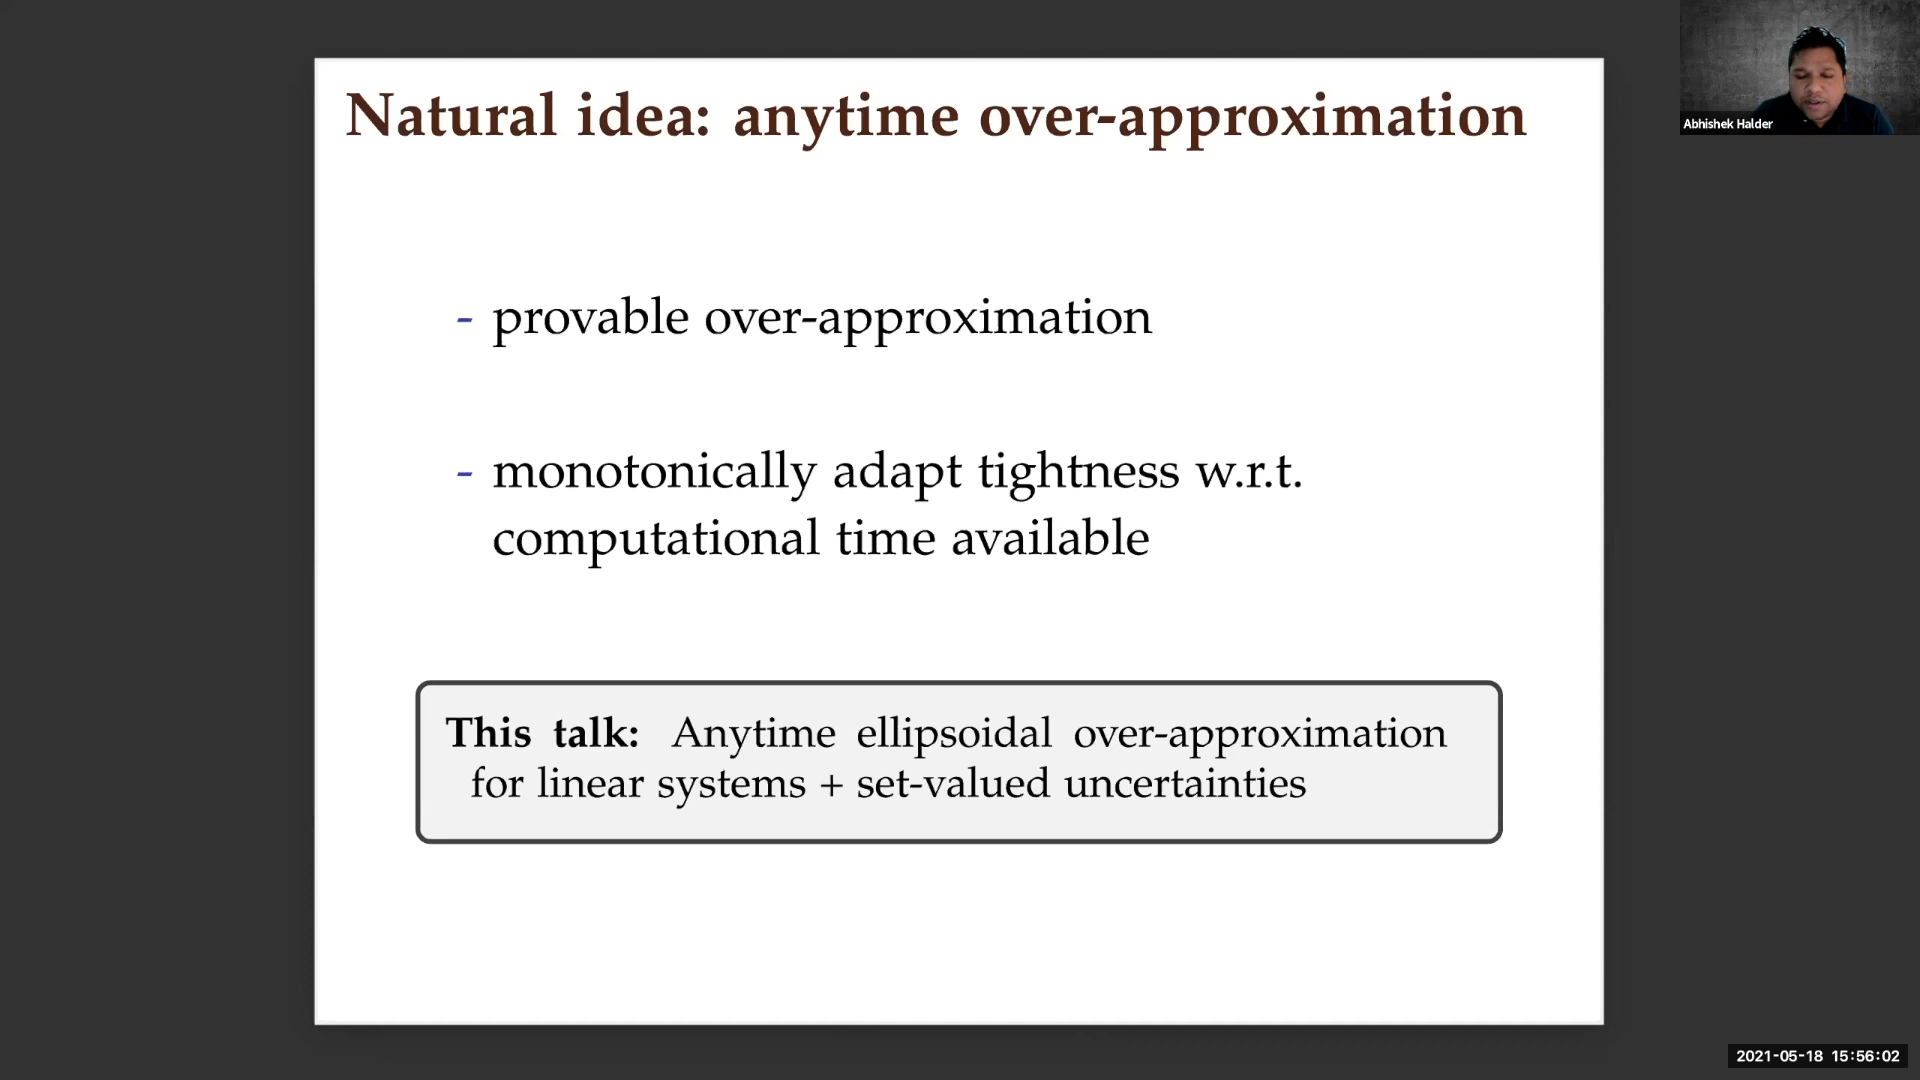 Natural idea: anytime over-approximation
Abhishek Halder
- provable over-approximation
- monotonically adapt tightness w.r.t.
computational time available
This talk: Anytime ellipsoidal over-approximation
for linear systems + set-valued uncertainties
2021-05-18 15:56:02